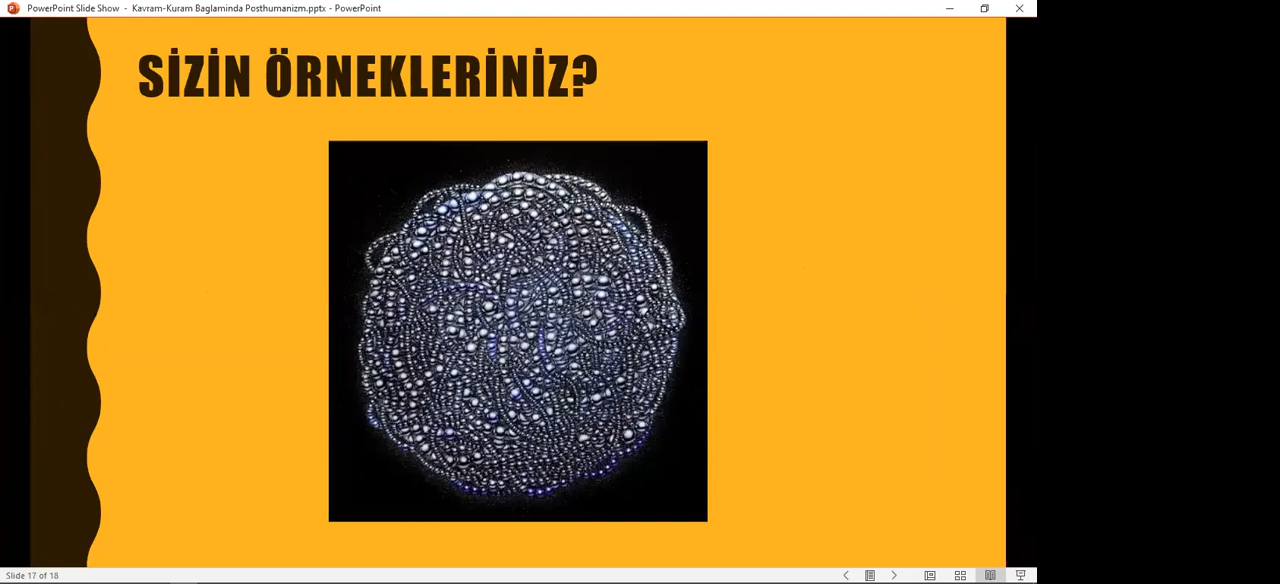 PowerPoint Slide Show - Kavram-Kuram Baglaminda Posthumanizm.pptx - PowerPoint
SİZİN ÖRNEKLERİNİZ?
Slide 17 of 18